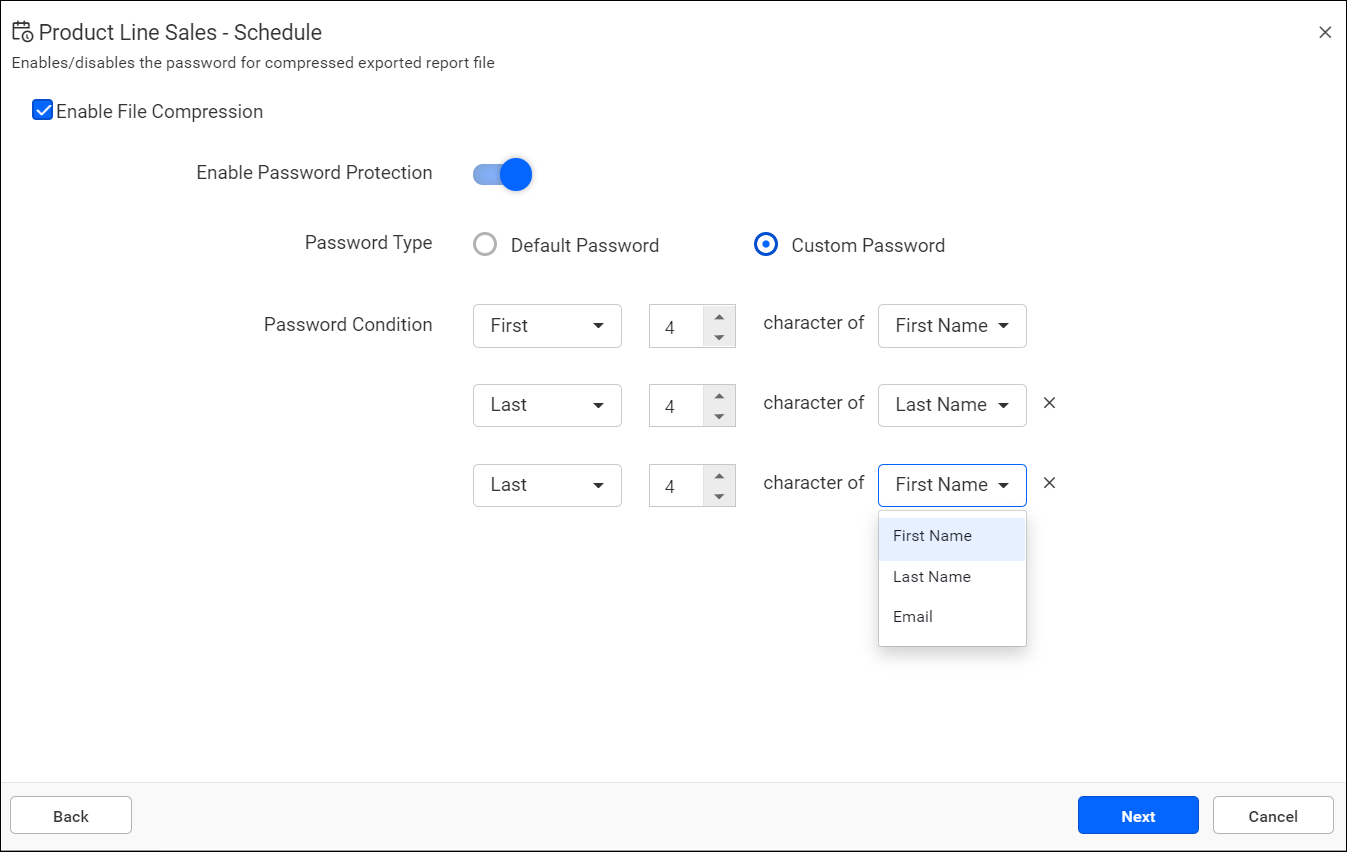 Product Line Sales - Schedule
Enables/disables the password for compressed exported report file
Enable File Compression
Enable Password Protection
Password Type Default Password Custom Password
Password Condition First 4 character of First Name
Last 4 character of Last Name
Last 4 character of First Name
First Name
Last Name
Email
Back Next Cancel